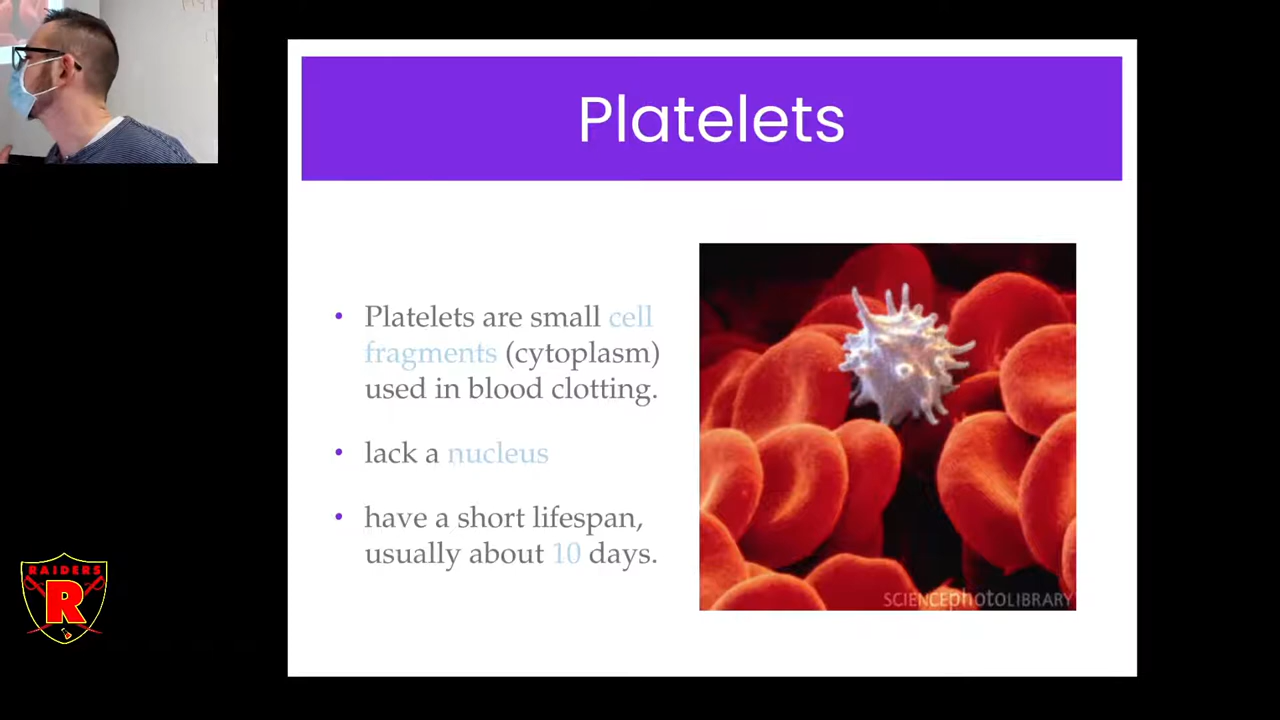 Platelets
• Platelets are small cell
fragments (cytoplasm)
used in blood clotting.
• lack a nucleus
• have a short lifespan,
usually about 10 days.
SCIENCEphotoLIBRARY
RAIDERS
R